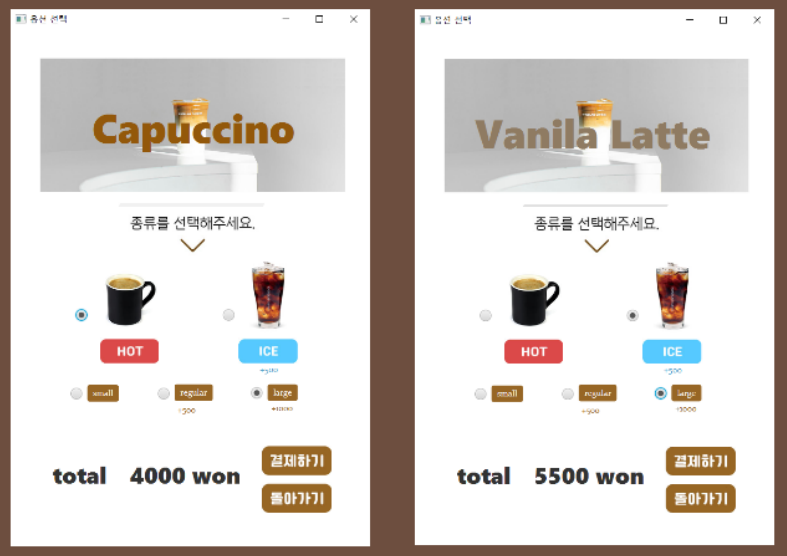 옵션 선택
Capuccino
종류를 선택해주세요.
HOT
ICE
+500
small
regular
large
+500
+1000
total 4000 won
결제하기
돌아가기
옵션 선택
Vanila Latte
종류를 선택해주세요.
HOT
ICE
+500
small
regular
large
+500
+1000
total 5500 won
결제하기
돌아가기